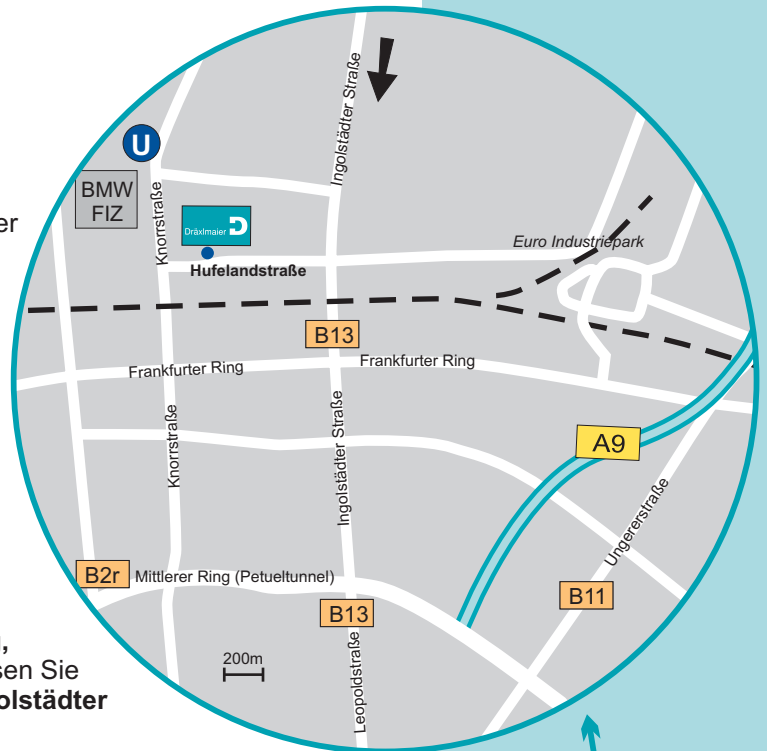 Ingolstädter Straße
U
BMW
FIZ
Knorrstraße
er
Dräxlmaier
Euro Industriepark
Hufelandstraße
B13
Frankfurter Ring
Frankfurter Ring
Knorrstraße
Ingolstädter Straße
A9
Ungererstraße
B2r
Mittlerer Ring (Petueltunnel)
B13
B11
,
sen Sie
200m
olstädter
Leopoldstraße